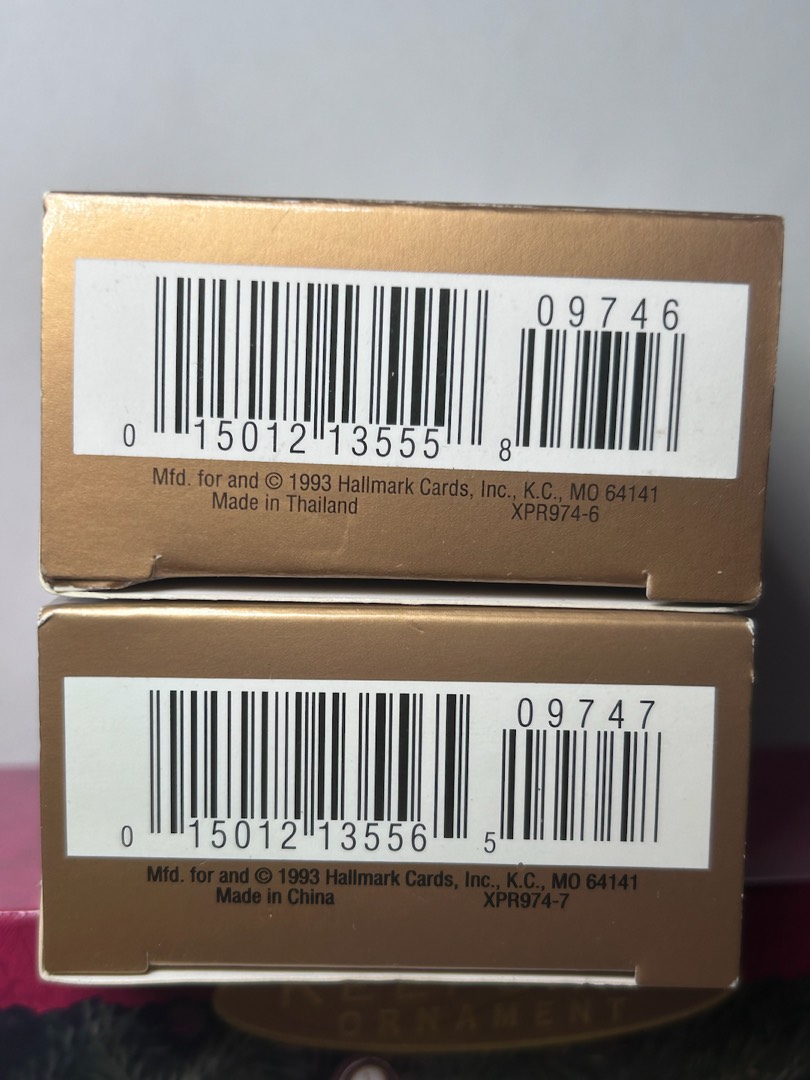 09746
0 15012 13555 8
Mfd. for and © 1993 Hallmark Cards, Inc., K.C., MO 64141
Made in Thailand XPR974-6
09747
0 15012 13556 5
Mfd. for and © 1993 Hallmark Cards, Inc., K.C., MO 64141
Made in China XPR974-7
ORNAMENT